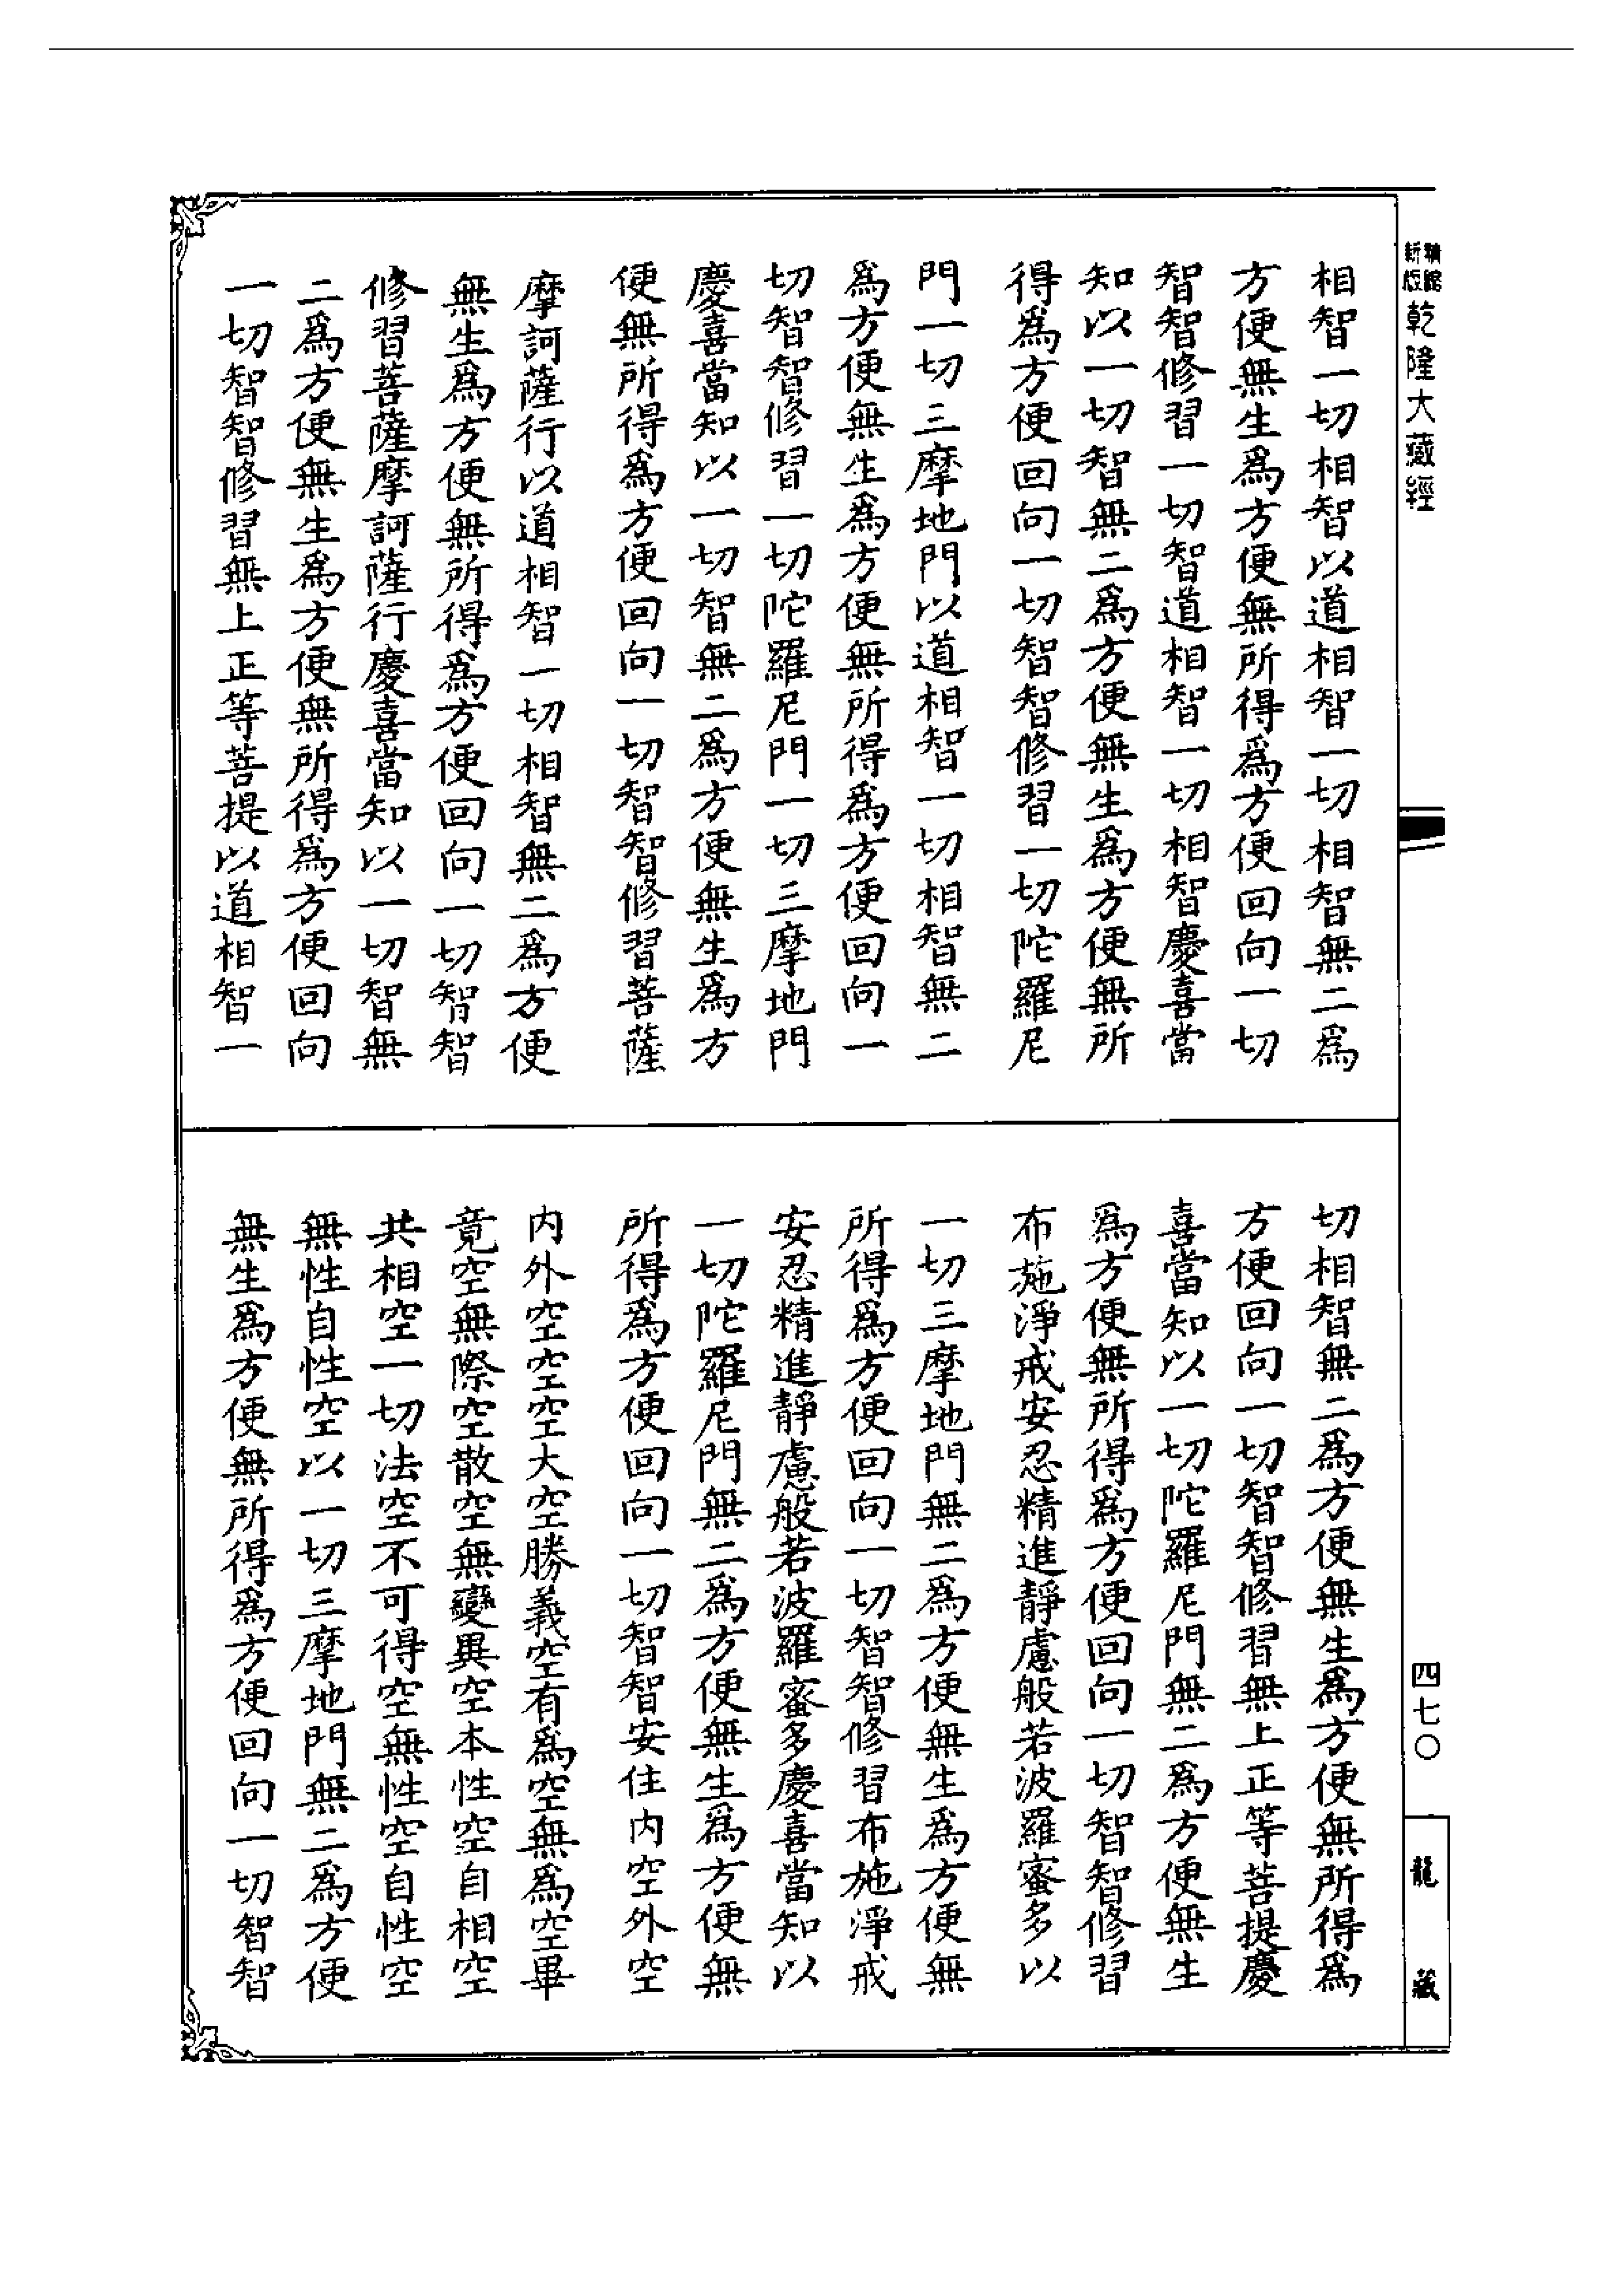 精縮新版乾隆大藏經
相智一切相智以道相智一切相智無二爲
方便無生爲方便無所得爲方便回向一切
智智修習一切智道相智一切相智慶喜當
知以一切智無二爲方便無生爲方便無所
得爲方便回向一切智智修習一切陀羅尼
門一切三摩地門以道相智一切相智無二
爲方便無生爲方便無所得爲方便回向一
切智智修習一切陀羅尼門一切三摩地門
慶喜當知以一切智無二爲方便無生爲方
便無所得爲方便回向一切智智修習菩薩
摩訶薩行以道相智一切相智無二爲方便
無生爲方便無所得爲方便回向一切智智
修習菩薩摩訶薩行慶喜當知以一切智無
二爲方便無生爲方便無所得爲方便回向
一切智智修習無上正等菩提以道相智一
切相智無二爲方便無生爲方便無所得爲
方便回向一切智智修習無上正等菩提慶
喜當知以一切陀羅尼門無二爲方便無生
爲方便無所得爲方便回向一切智智修習
布施淨戒安忍精進靜慮般若波羅蜜多以
一切三摩地門無二爲方便無生爲方便無
所得爲方便回向一切智智修習布施淨戒
安忍精進靜慮般若波羅蜜多慶喜當知以
一切陀羅尼門無二爲方便無生爲方便無
所得爲方便回向一切智智安住內空外空
內外空空空大空勝義空有爲空無爲空畢
竟空無際空散空無變異空本性空自相空
共相空一切法空不可得空無性空自性空
無性自性空以一切三摩地門無二爲方便
無生爲方便無所得爲方便回向一切智智
四七〇
龍藏